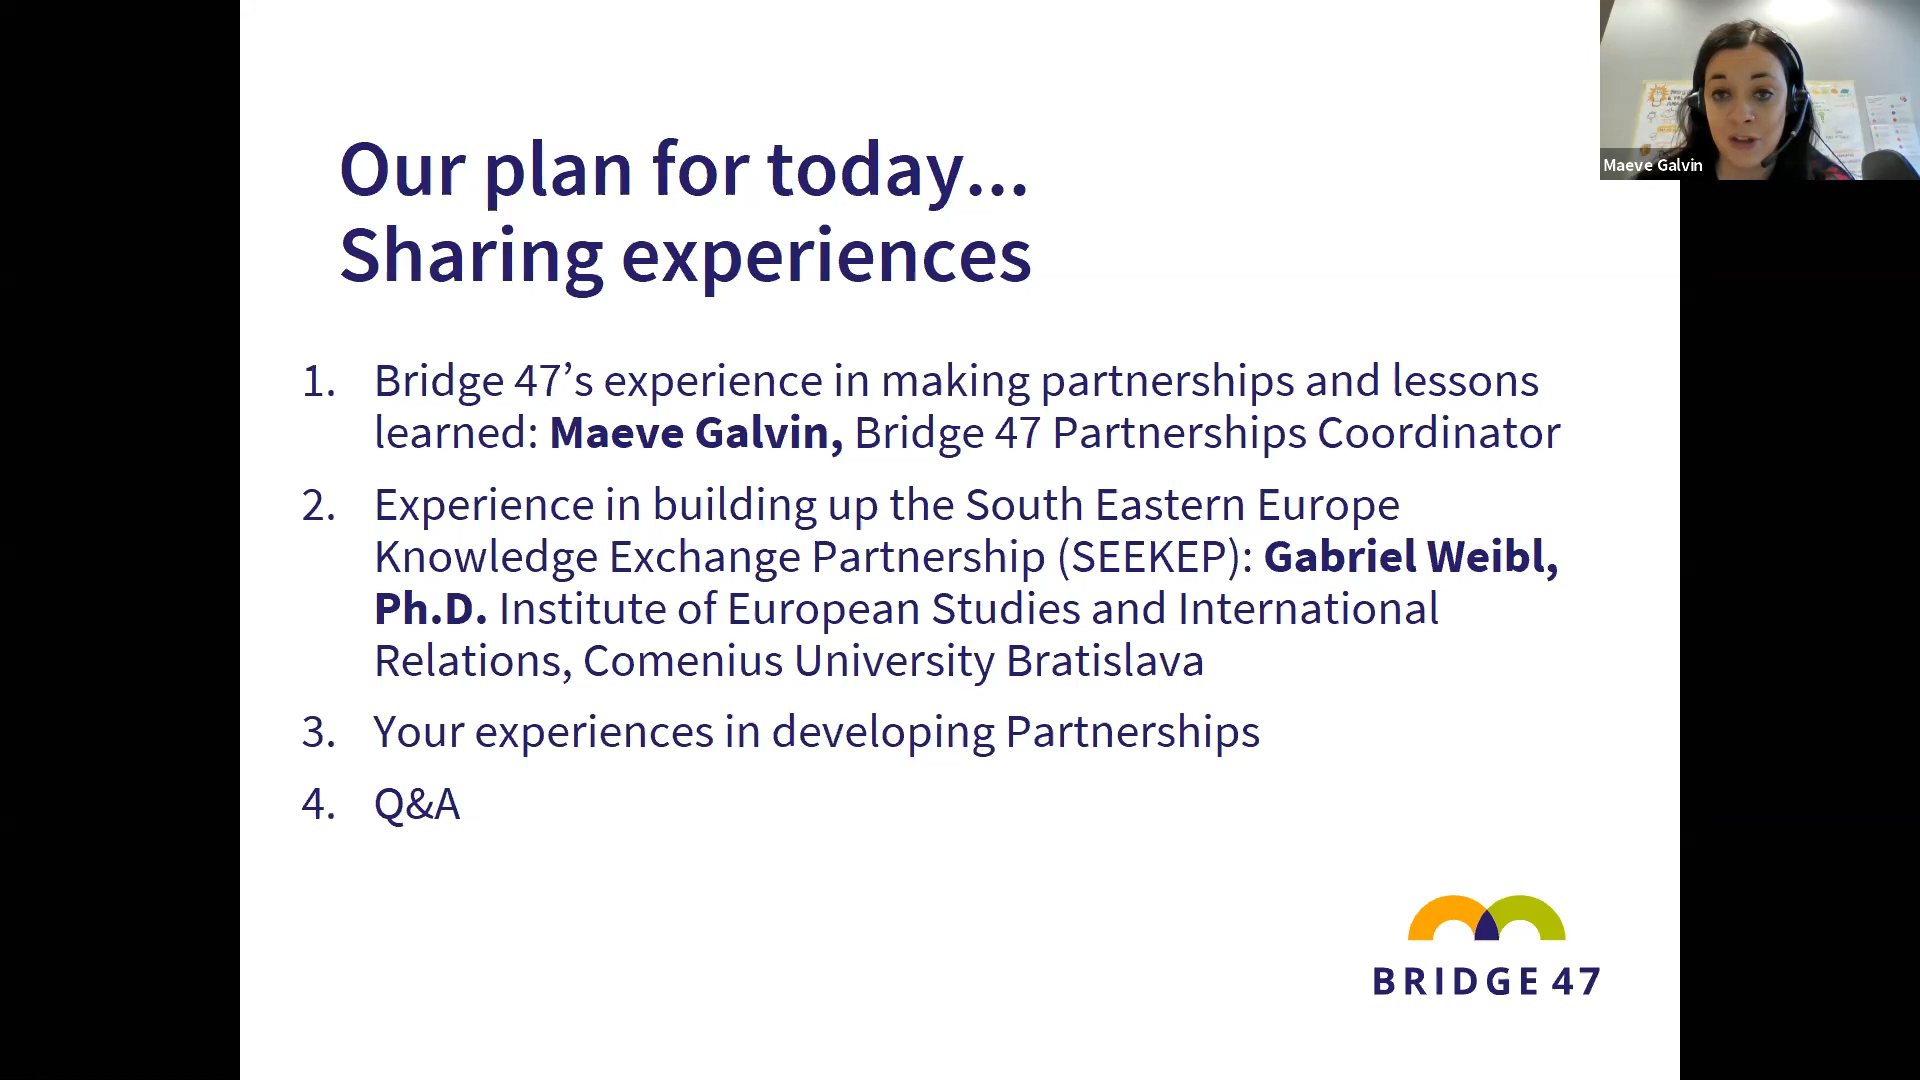 Our plan for today...
Sharing experiences
1. Bridge 47’s experience in making partnerships and lessons
learned: Maeve Galvin, Bridge 47 Partnerships Coordinator
2. Experience in building up the South Eastern Europe
Knowledge Exchange Partnership (SEEKEP): Gabriel Weibl,
Ph.D. Institute of European Studies and International
Relations, Comenius University Bratislava
3. Your experiences in developing Partnerships
4. Q&A
BRIDGE 47
Maeve Galvin